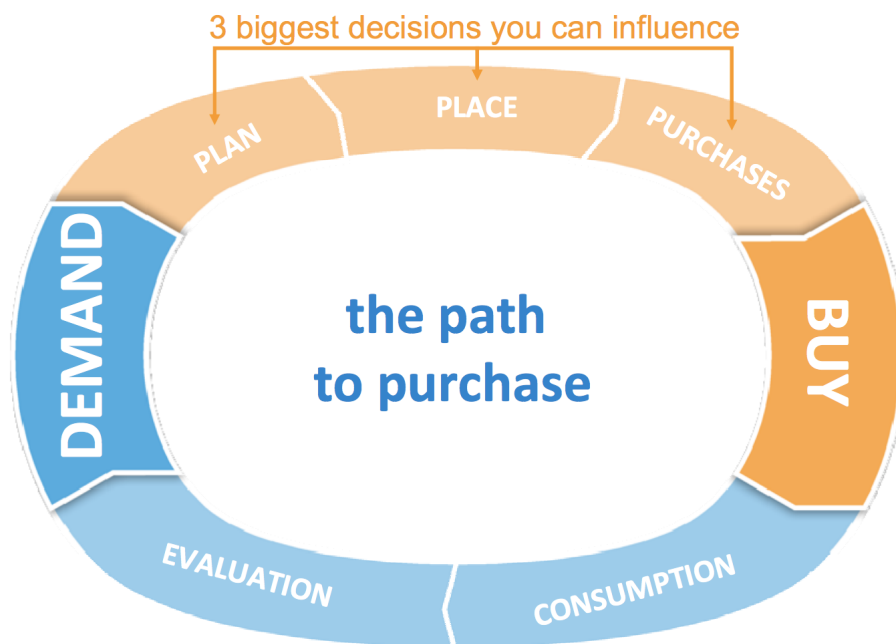 3 biggest decisions you can influence
PLAN
PLACE
PURCHASES
DEMAND
the path
to purchase
BUY
EVALUATION
CONSUMPTION